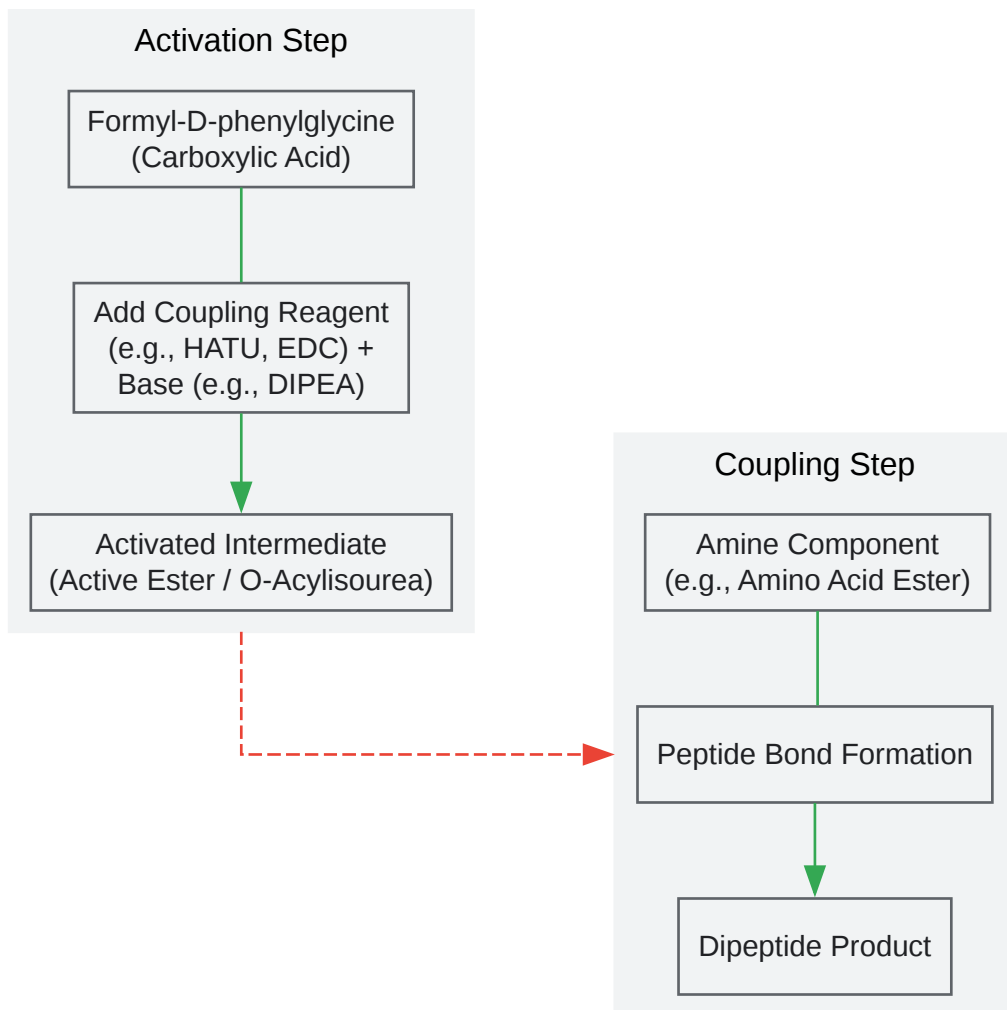 Activation Step
Formyl-D-phenylglycine
(Carboxylic Acid)
Add Coupling Reagent
(e.g., HATU, EDC) +
Base (e.g., DIPEA)
Activated Intermediate
(Active Ester / O-Acylisourea)
Coupling Step
Amine Component
(e.g., Amino Acid Ester)
Peptide Bond Formation
Dipeptide Product